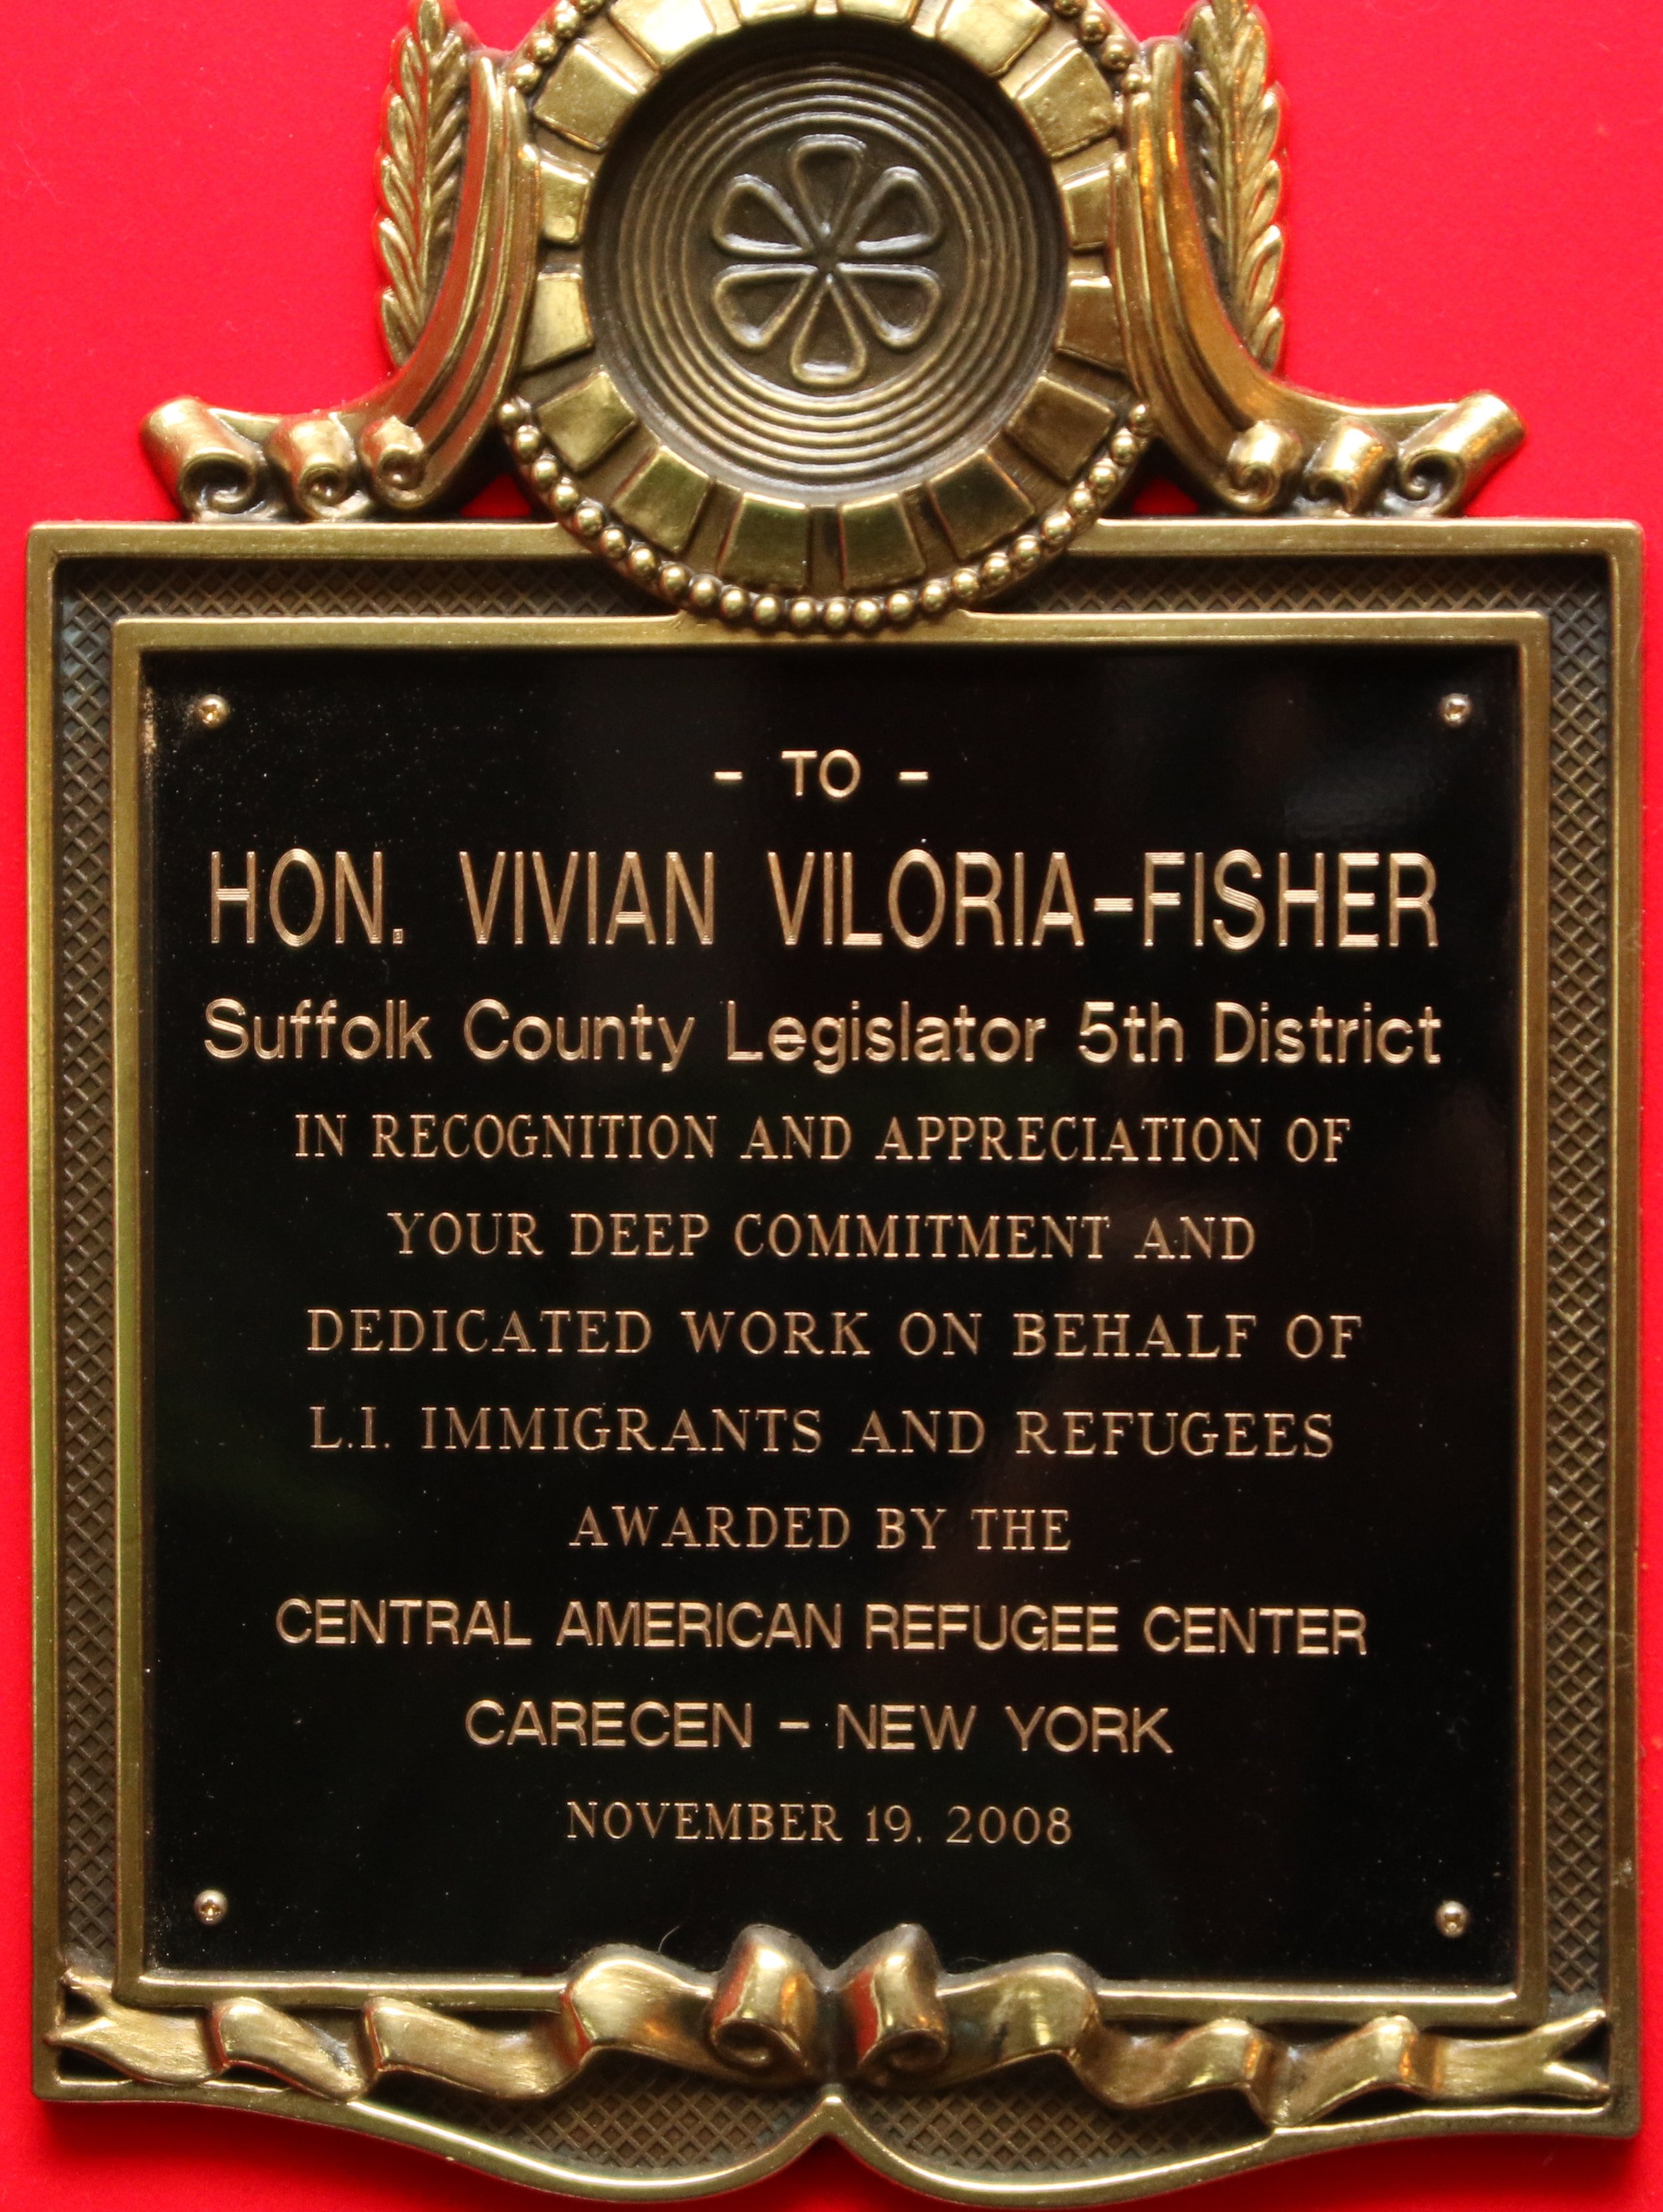 - TO -
HON. VIVIAN VILORIA-FISHER
Suffolk County Legislator 5th District
IN RECOGNITION AND APPRECIATION OF
YOUR DEEP COMMITMENT AND
DEDICATED WORK ON BEHALF OF
L.I. IMMIGRANTS AND REFUGEES
AWARDED BY THE
CENTRAL AMERICAN REFUGEE CENTER
CARECEN - NEW YORK
NOVEMBER 19, 2008